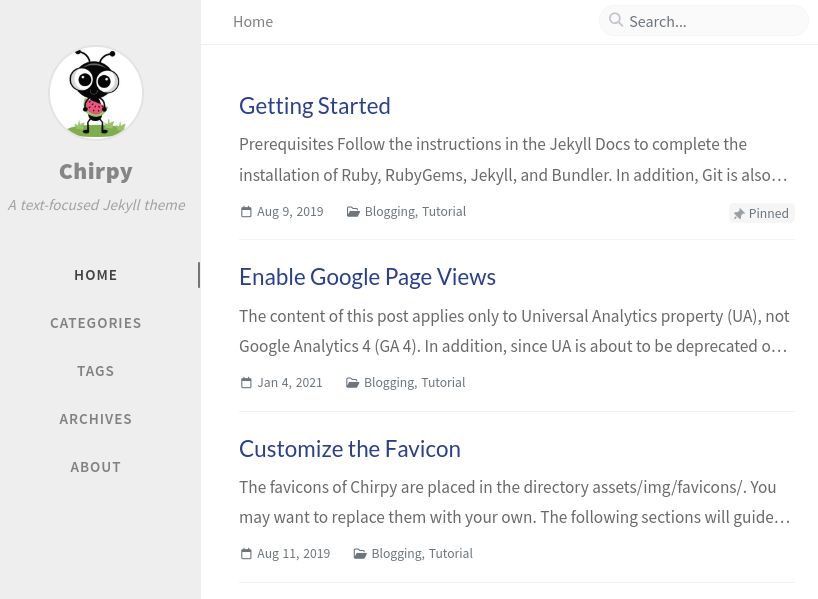 Chirpy
A text-focused Jekyll theme
HOME
CATEGORIES
TAGS
ARCHIVES
ABOUT
Home
Search...
Getting Started
Prerequisites Follow the instructions in the Jekyll Docs to complete the
installation of Ruby, RubyGems, Jekyll, and Bundler. In addition, Git is also…
Aug 9, 2019 Blogging, Tutorial Pinned
Enable Google Page Views
The content of this post applies only to Universal Analytics property (UA), not
Google Analytics 4 (GA 4). In addition, since UA is about to be deprecated o…
Jan 4, 2021 Blogging, Tutorial
Customize the Favicon
The favicons of Chirpy are placed in the directory assets/img/favicons/. You
may want to replace them with your own. The following sections will guide…
Aug 11, 2019 Blogging, Tutorial